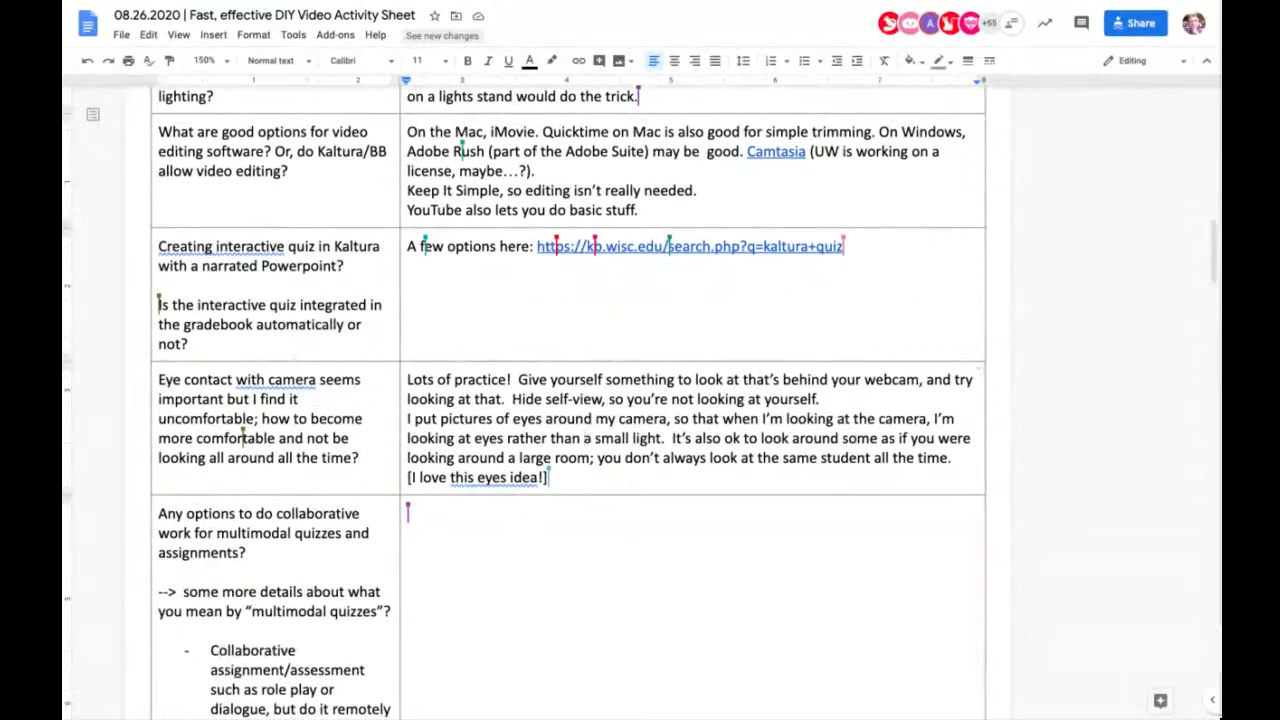 08.26.2020 | Fast, effective DIY Video Activity Sheet
+55
Share
File Edit View Insert Format Tools Add-ons Help See new changes
150% Normal text Calibri 11 B I U A Editing
1 2 3 4 5 6 7 8
lighting?
on a lights stand would do the trick.
What are good options for video
editing software? Or, do Kaltura/BB
allow video editing?
On the Mac, iMovie. Quicktime on Mac is also good for simple trimming. On Windows,
Adobe Rush (part of the Adobe Suite) may be good. Camtasia (UW is working on a
license, maybe...?).
Keep It Simple, so editing isn't really needed.
YouTube also lets you do basic stuff.
Creating interactive quiz in Kaltura
with a narrated Powerpoint?
Is the interactive quiz integrated in
the gradebook automatically or
not?
A few options here: https://kb.wisc.edu/search.php?q=kaltura+quiz
Eye contact with camera seems
important but I find it
uncomfortable; how to become
more comfortable and not be
looking all around all the time?
Lots of practice! Give yourself something to look at that's behind your webcam, and try
looking at that. Hide self-view, so you're not looking at yourself.
I put pictures of eyes around my camera, so that when I'm looking at the camera, I'm
looking at eyes rather than a small light. It's also ok to look around some as if you were
looking around a large room; you don't always look at the same student all the time.
[I love this eyes idea!]
Any options to do collaborative
work for multimodal quizzes and
assignments?
--> some more details about what
you mean by "multimodal quizzes"?
- Collaborative
assignment/assessment
such as role play or
dialogue, but do it remotely